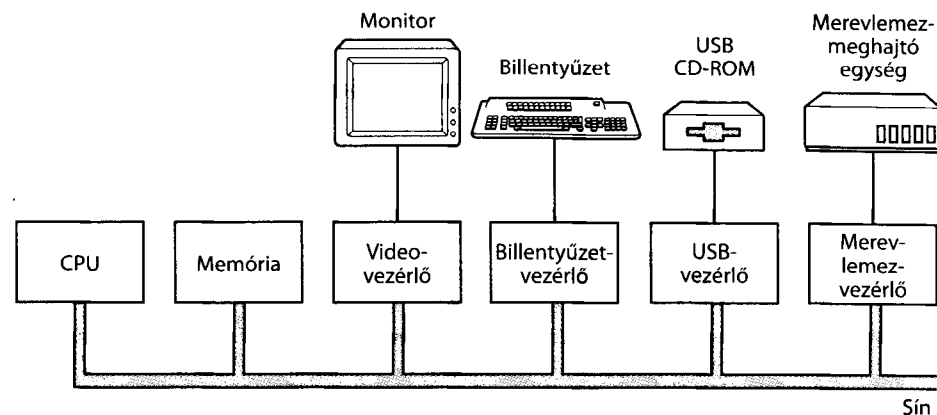 Monitor
Billentyűzet
USB
CD-ROM
Merevlemez-
meghajtó
egység
CPU
Memória
Video-
vezérlő
Billentyűzet-
vezérlő
USB-
vezérlő
Merev-
lemez-
vezérlő
Sín